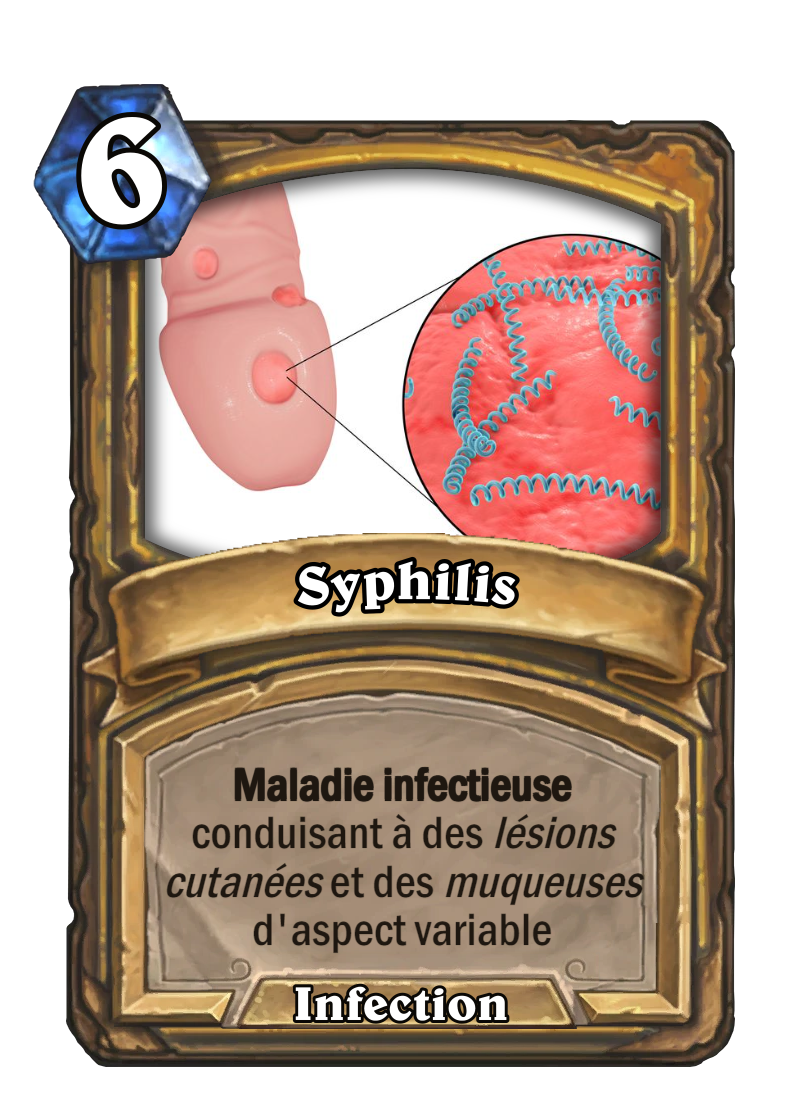 6
Syphilis
Maladie infectieuse
conduisant à des lésions
cutanées et des muqueuses
d'aspect variable
Infection